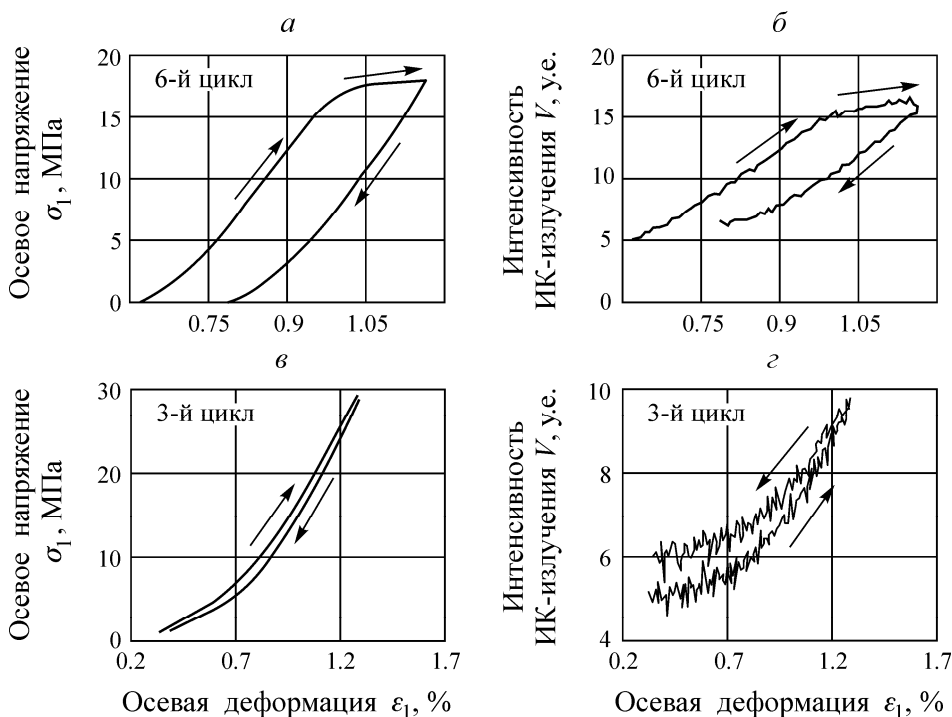 а
б
Осевое напряжение
σ1, МПа
20
15
10
5
0
6-й цикл
0.75
0.9
1.05
Интенсивность
ИК-излучения V, у.е.
20
15
10
5
0
6-й цикл
0.75
0.9
1.05
в
г
Осевое напряжение
σ1, МПа
30
20
10
0
3-й цикл
0.2
0.7
1.2
1.7
Осевая деформация ε1, %
Интенсивность
ИК-излучения V, у.е.
10
8
6
4
3-й цикл
0.2
0.7
1.2
1.7
Осевая деформация ε1, %